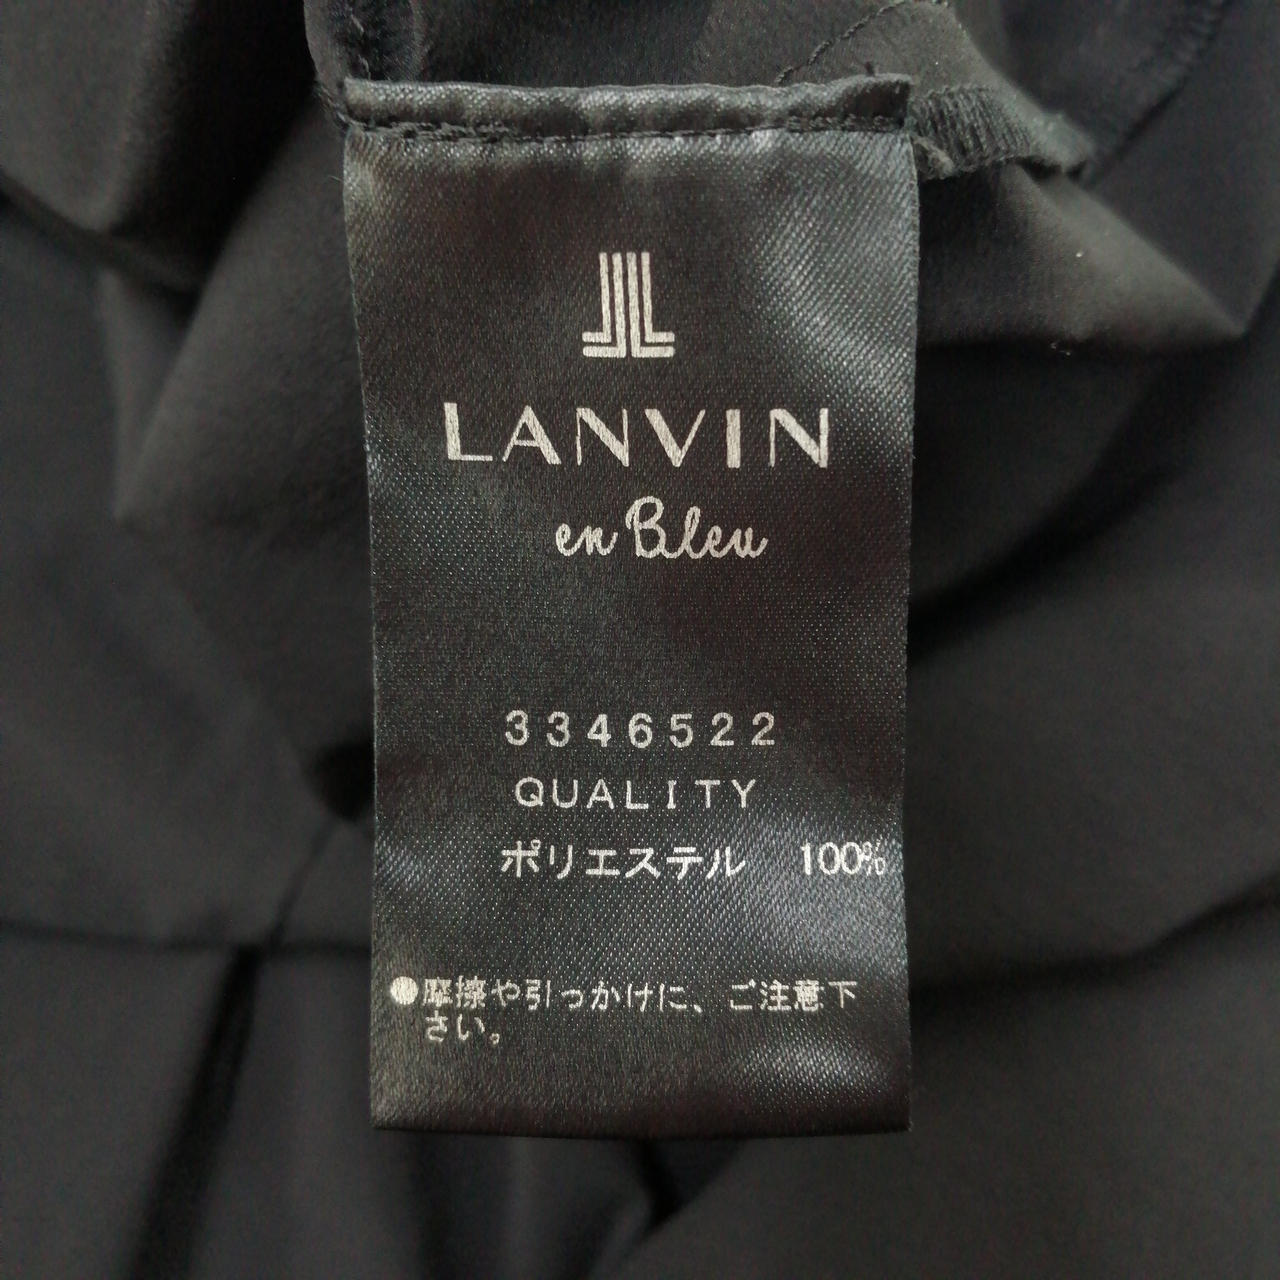 LANVIN
en Bleu
3346522
QUALITY
ポリエステル 100%
●摩擦や引っかけに、ご注意下
さい。